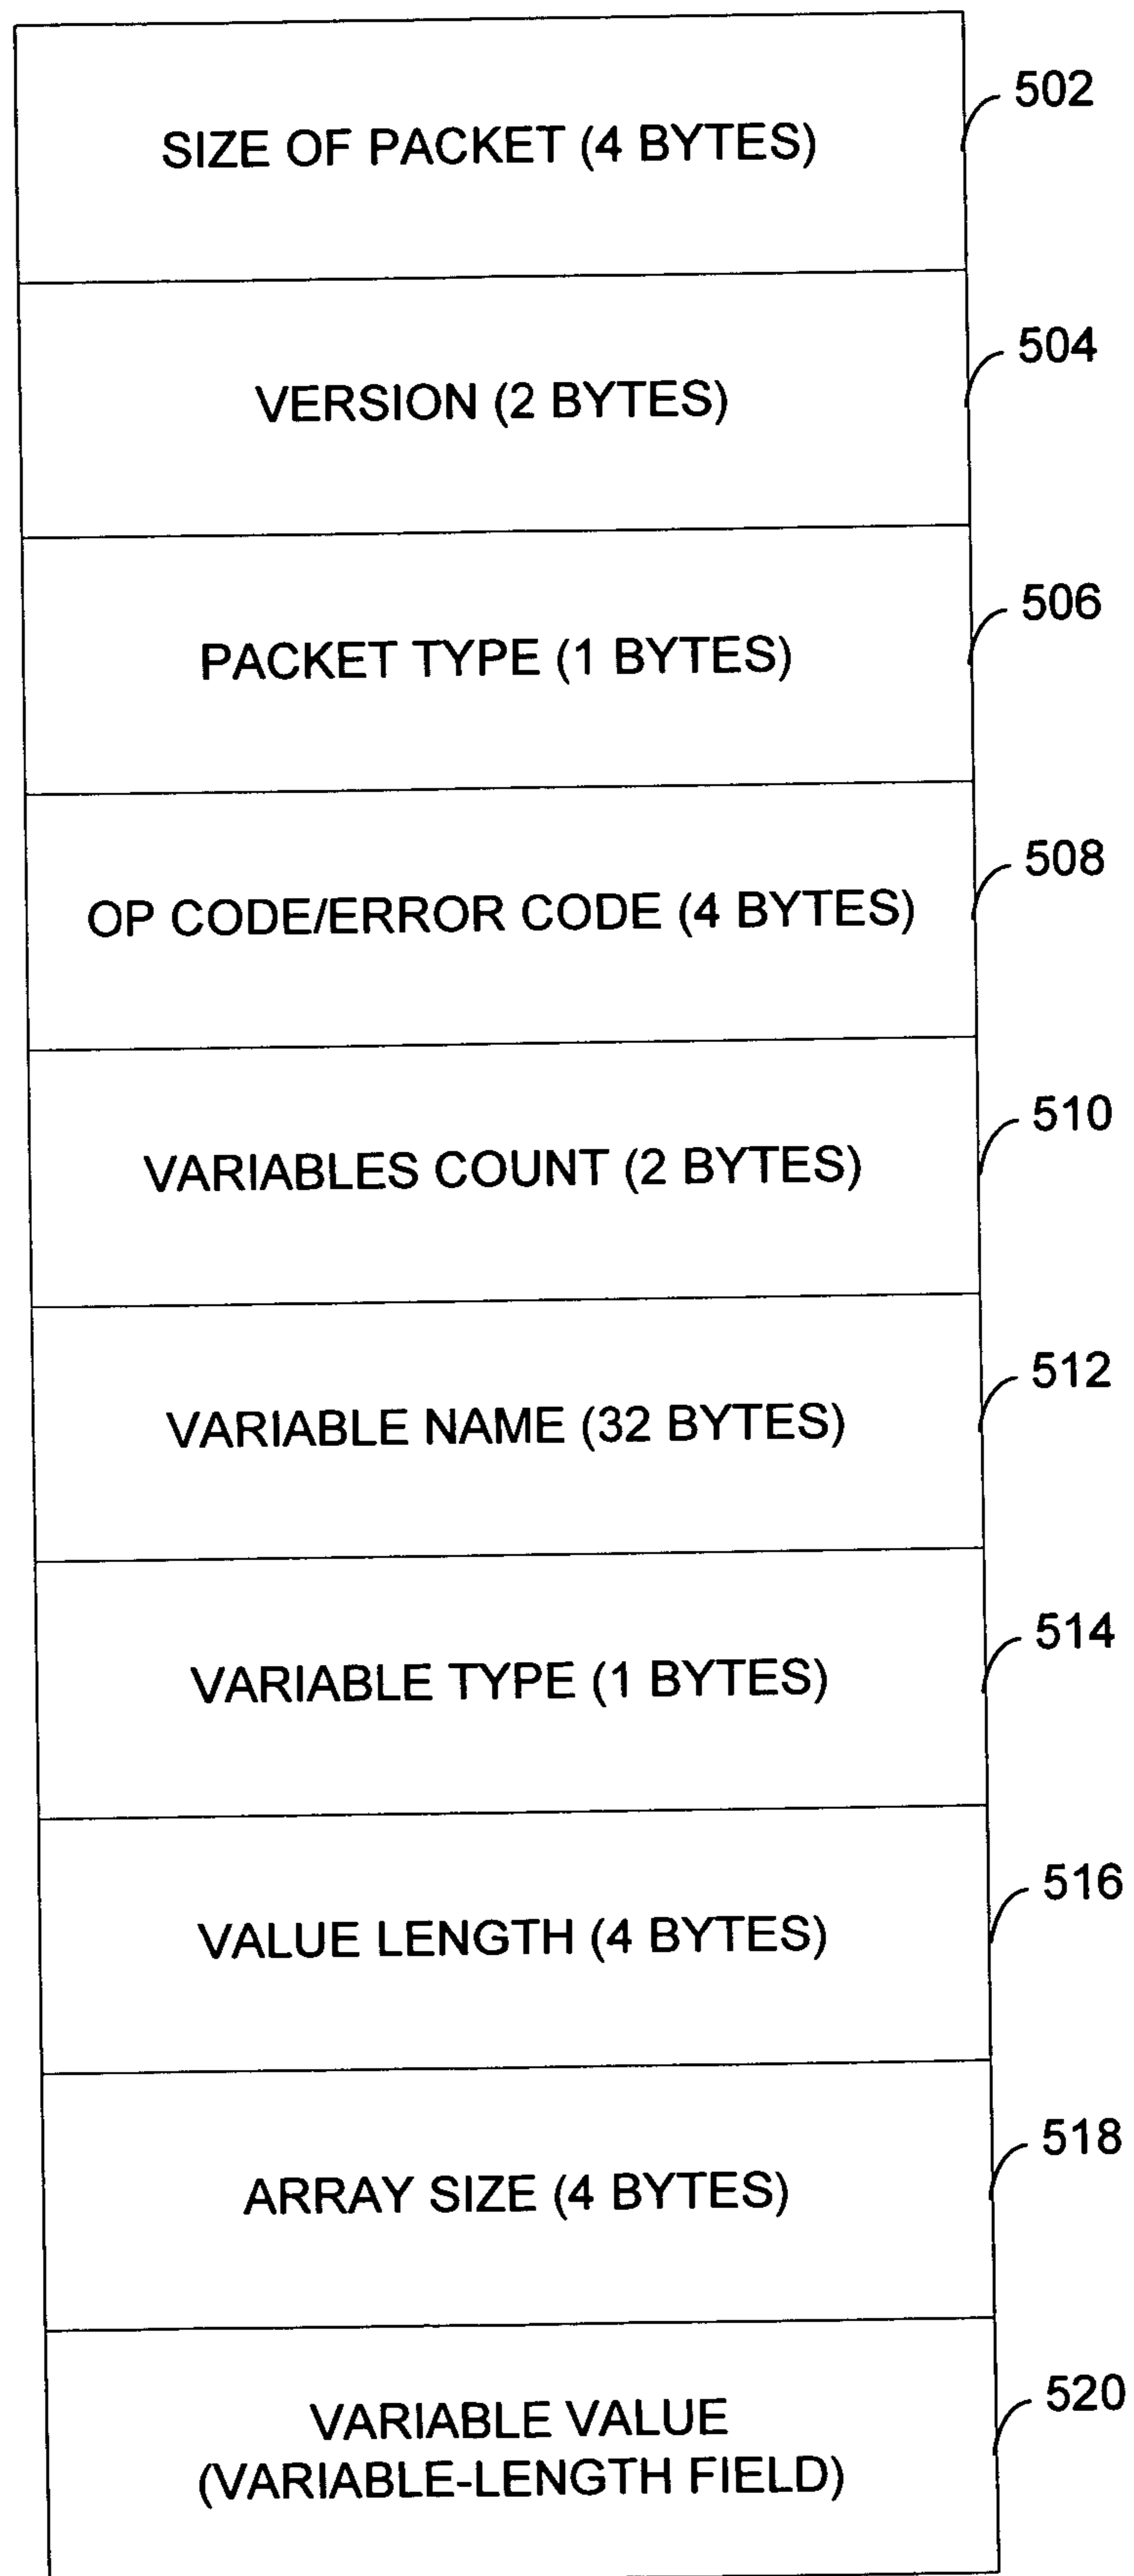 SIZE OF PACKET (4 BYTES)
502
VERSION (2 BYTES)
504
PACKET TYPE (1 BYTES)
506
OP CODE/ERROR CODE (4 BYTES)
508
VARIABLES COUNT (2 BYTES)
510
VARIABLE NAME (32 BYTES)
512
VARIABLE TYPE (1 BYTES)
514
VALUE LENGTH (4 BYTES)
516
ARRAY SIZE (4 BYTES)
518
VARIABLE VALUE
(VARIABLE-LENGTH FIELD)
520